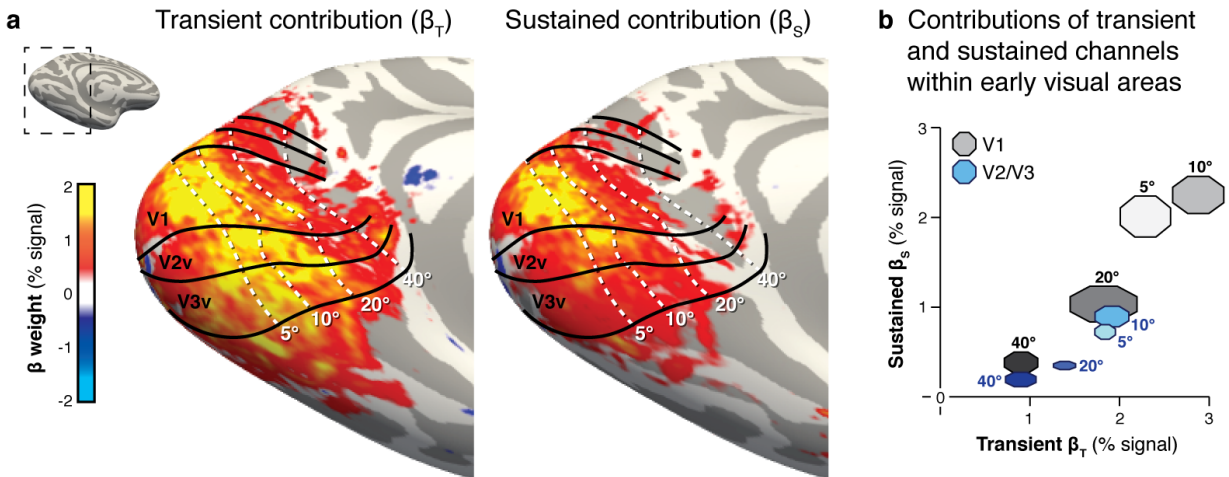 a
Transient contribution (βT)
Sustained contribution (βS)
β weight (% signal)
2
1
0
-1
-2
V1
V2v
V3v
5°
10°
20°
40°
V1
V2v
V3v
5°
10°
20°
40°
b Contributions of transient
and sustained channels
within early visual areas
V1
V2/V3
Sustained βS (% signal)
3
2
1
0
0
1
2
3
Transient βT (% signal)
10°
5°
20°
10°
5°
40°
20°
40°